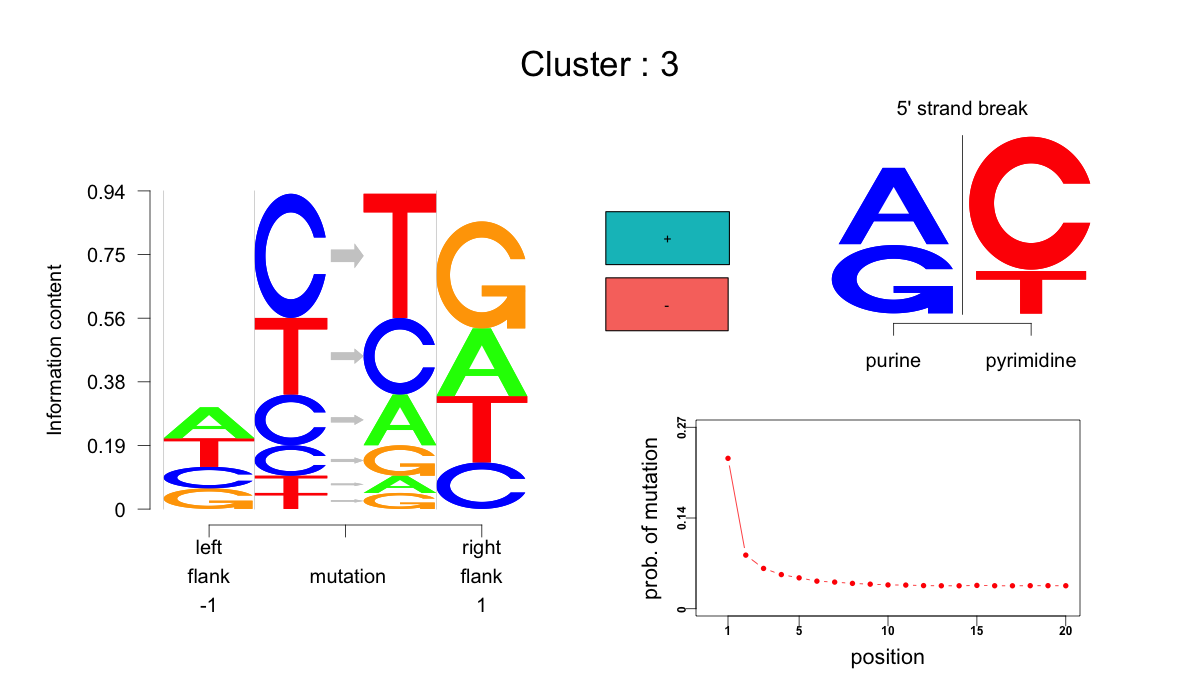 Cluster : 3
5' strand break
Information content
0.94
0.75
0.56
0.38
0.19
0
A
T
C
G
C T
T C
C A
C G
T A
T G
G
A
T
C
left
flank
-1
mutation
right
flank
1
+
-
A
G
C
T
purine
pyrimidine
prob. of mutation
0.27
0.14
0
1
5
10
15
20
position